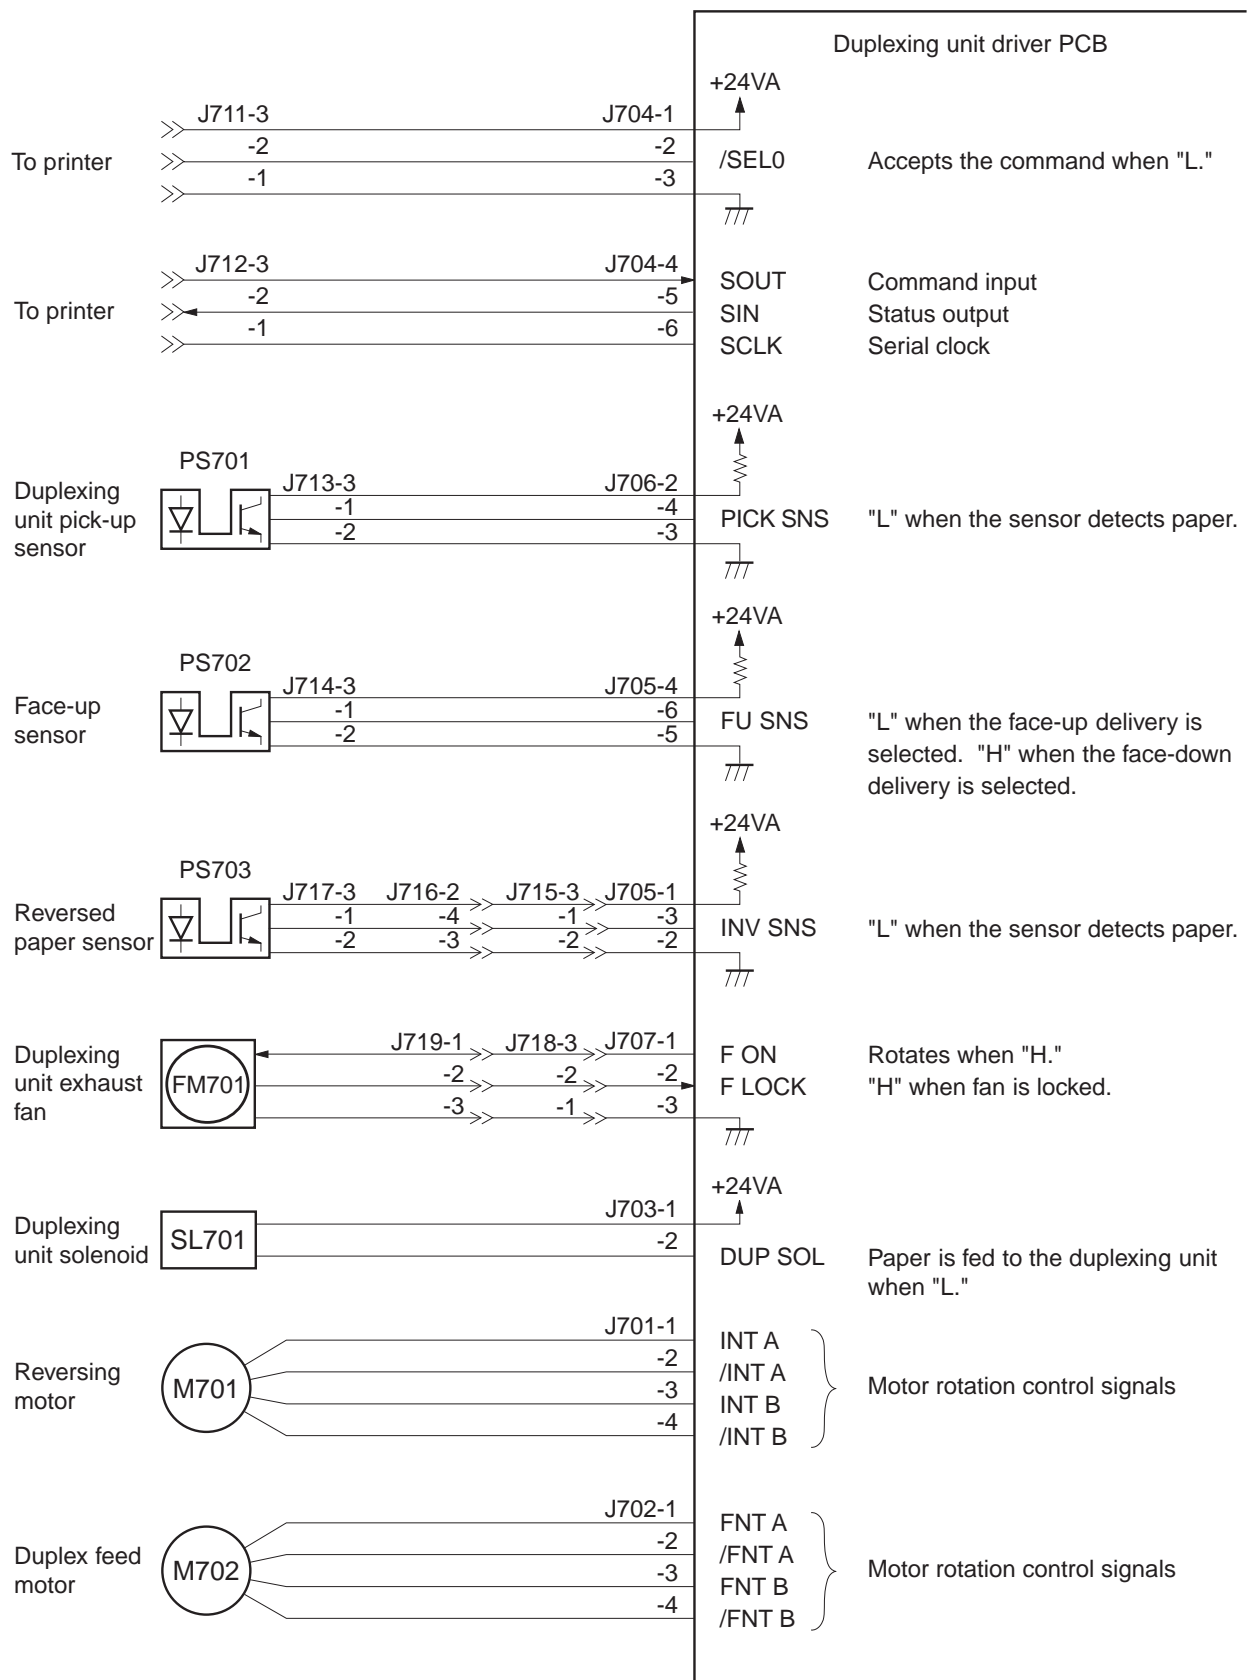 Duplexing unit driver PCB
+24VA
J711-3 J704-1
-2 -2
To printer /SEL0 Accepts the command when "L."
-1 -3
J712-3 J704-4
SOUT Command input
-2 -5
To printer SIN Status output
-1 -6
SCLK Serial clock
+24VA
PS701
J713-3 J706-2
Duplexing
unit pick-up
sensor
-1 -4
PICK SNS "L" when the sensor detects paper.
-2 -3
+24VA
PS702
J714-3 J705-4
Face-up
sensor
-1 -6
FU SNS "L" when the face-up delivery is
selected. "H" when the face-down
delivery is selected.
-2 -5
+24VA
PS703
J717-3 J716-2 J715-3 J705-1
Reversed
paper sensor
-1 -4 -1 -3
INV SNS "L" when the sensor detects paper.
-2 -3 -2 -2
J719-1 J718-3 J707-1
Duplexing
unit exhaust
fan
FM701
F ON Rotates when "H."
-2 -2 -2
F LOCK "H" when fan is locked.
-3 -1 -3
+24VA
J703-1
Duplexing
unit solenoid
SL701
-2
DUP SOL Paper is fed to the duplexing unit
when "L."
J701-1
INT A
-2
/INT A
Reversing
motor
M701
Motor rotation control signals
-3
INT B
-4
/INT B
J702-1
FNT A
-2
/FNT A
Duplex feed
motor
M702
Motor rotation control signals
-3
FNT B
-4
/FNT B